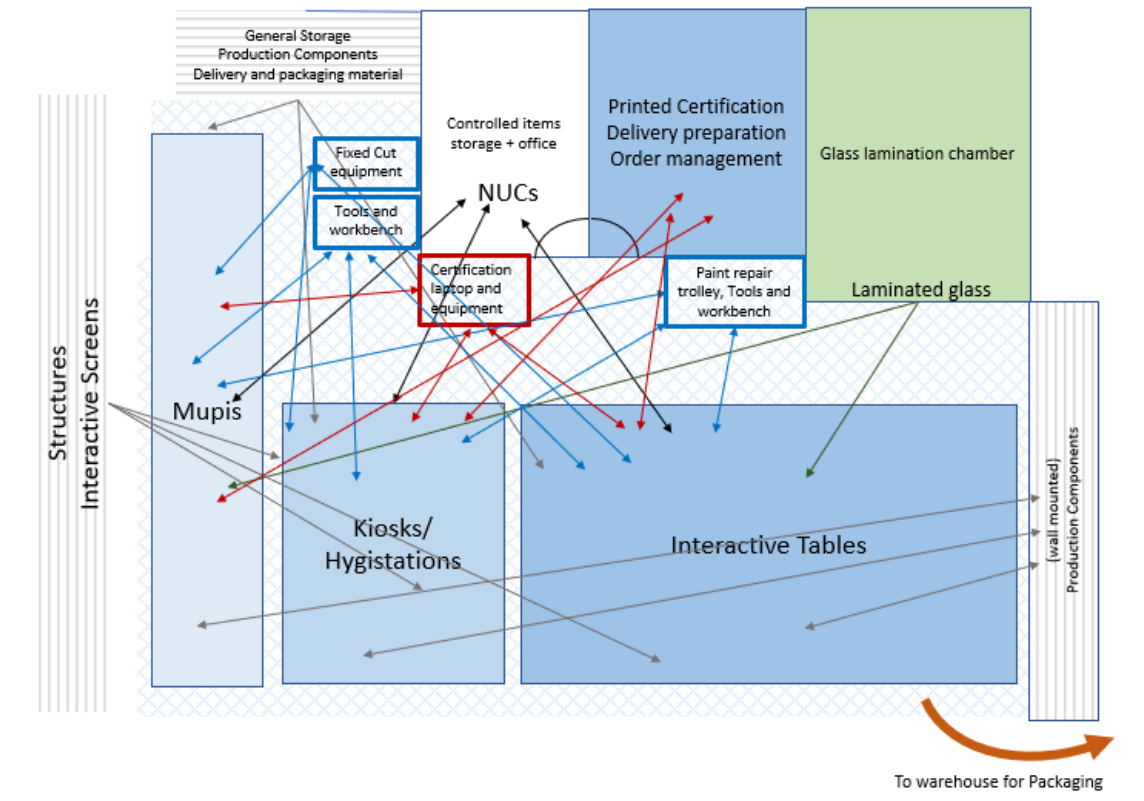 General Storage
Production Components
Delivery and packaging material
Structures
Interactive Screens
Fixed Cut
equipment
Tools and
workbench
Controlled items
storage + office
NUCs
Printed Certification
Delivery preparation
Order management
Glass lamination chamber
Certification
laptop and
equipment
Paint repair
trolley, Tools and
workbench
Laminated glass
Mupis
Kiosks/
Hygistations
Interactive Tables
(wall mounted)
Production Components
To warehouse for Packaging